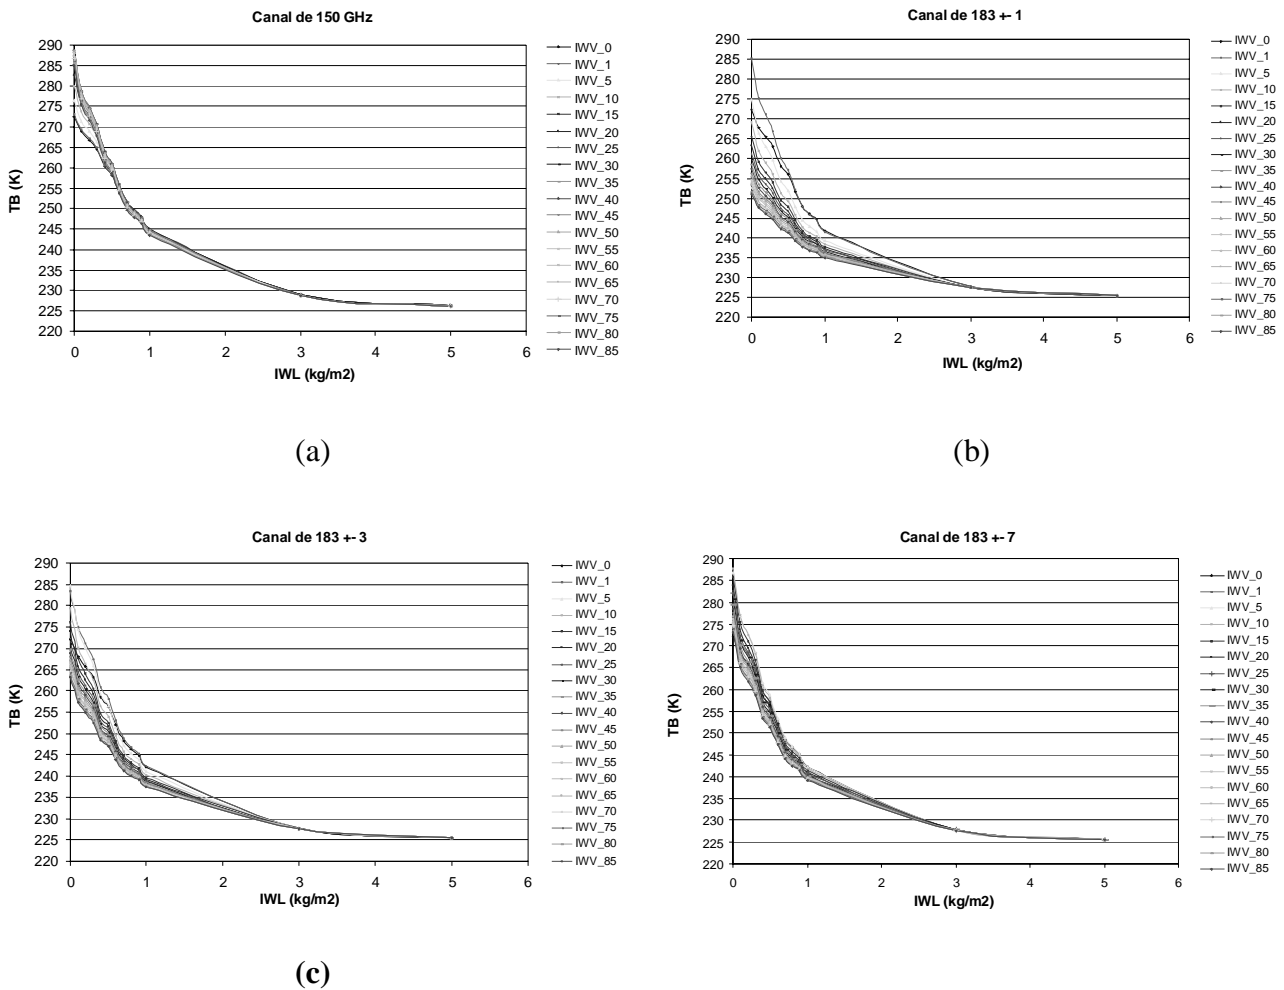 Canal de 150 GHz
290
285
280
275
270
265
260
255
250
245
240
235
230
225
220
TB (K)
0 1 2 3 4 5 6
IWL (kg/m2)
IWV_0
IWV_1
IWV_5
IWV_10
IWV_15
IWV_20
IWV_25
IWV_30
IWV_35
IWV_40
IWV_45
IWV_50
IWV_55
IWV_60
IWV_65
IWV_70
IWV_75
IWV_80
IWV_85
(a)
Canal de 183 +- 1
290
285
280
275
270
265
260
255
250
245
240
235
230
225
220
TB (K)
0 1 2 3 4 5 6
IWL (kg/m2)
IWV_0
IWV_1
IWV_5
IWV_10
IWV_15
IWV_20
IWV_25
IWV_30
IWV_35
IWV_40
IWV_45
IWV_50
IWV_55
IWV_60
IWV_65
IWV_70
IWV_75
IWV_80
IWV_85
(b)
Canal de 183 +- 3
290
285
280
275
270
265
260
255
250
245
240
235
230
225
220
TB (K)
0 1 2 3 4 5 6
IWL (kg/m2)
IWV_0
IWV_1
IWV_5
IWV_10
IWV_15
IWV_20
IWV_25
IWV_30
IWV_35
IWV_40
IWV_45
IWV_50
IWV_55
IWV_60
IWV_65
IWV_70
IWV_75
IWV_80
IWV_85
(c)
Canal de 183 +- 7
290
285
280
275
270
265
260
255
250
245
240
235
230
225
220
TB (K)
0 1 2 3 4 5 6
IWL (kg/m2)
IWV_0
IWV_1
IWV_5
IWV_10
IWV_15
IWV_20
IWV_25
IWV_30
IWV_35
IWV_40
IWV_45
IWV_50
IWV_55
IWV_60
IWV_65
IWV_70
IWV_75
IWV_80
IWV_85